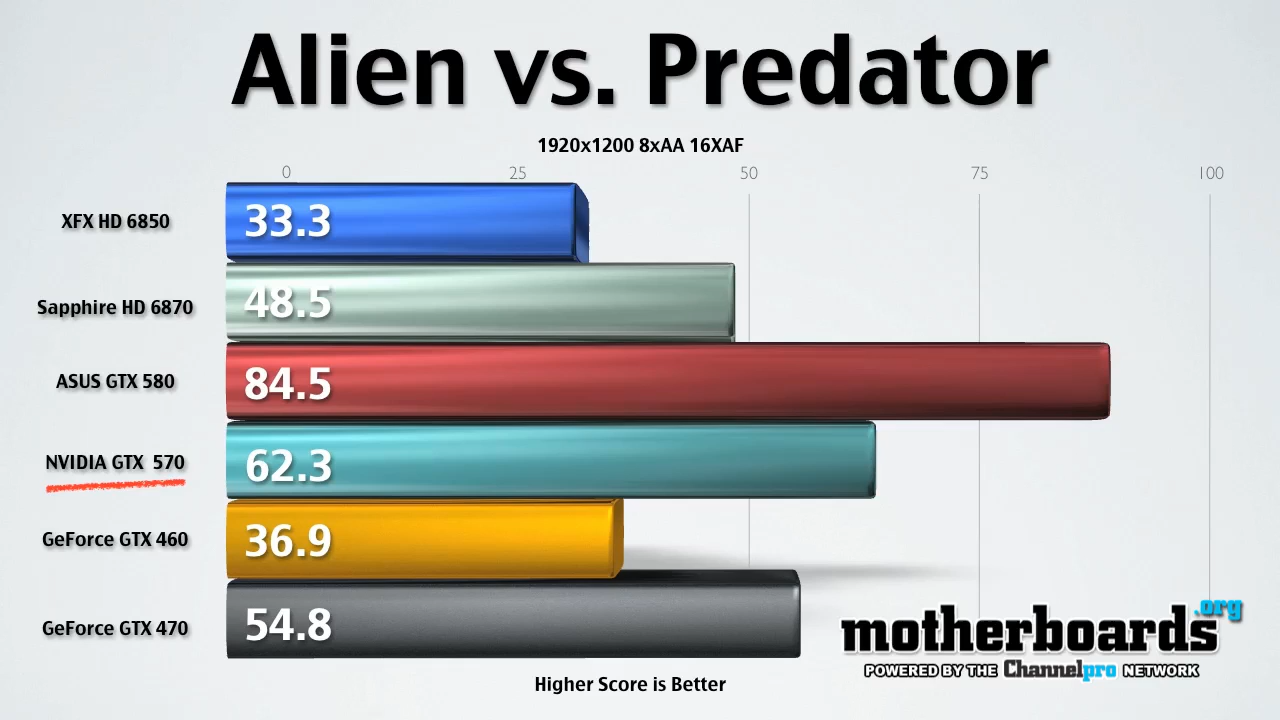 Alien vs. Predator
1920x1200 8xAA 16XAF
0 25 50 75 100
XFX HD 6850 33.3
Sapphire HD 6870 48.5
ASUS GTX 580 84.5
NVIDIA GTX 570 62.3
GeForce GTX 460 36.9
GeForce GTX 470 54.8
motherboards.org
POWERED BY THE Channelpro NETWORK
Higher Score is Better